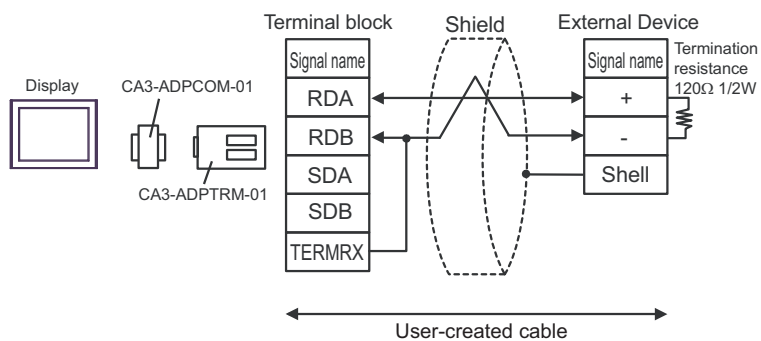 Terminal block
Shield
External Device
Display
CA3-ADPCOM-01
CA3-ADPTRM-01
Signal name
RDA
RDB
SDA
SDB
TERMRX
Signal name
+
-
Shell
Termination
resistance
120Ω 1/2W
User-created cable